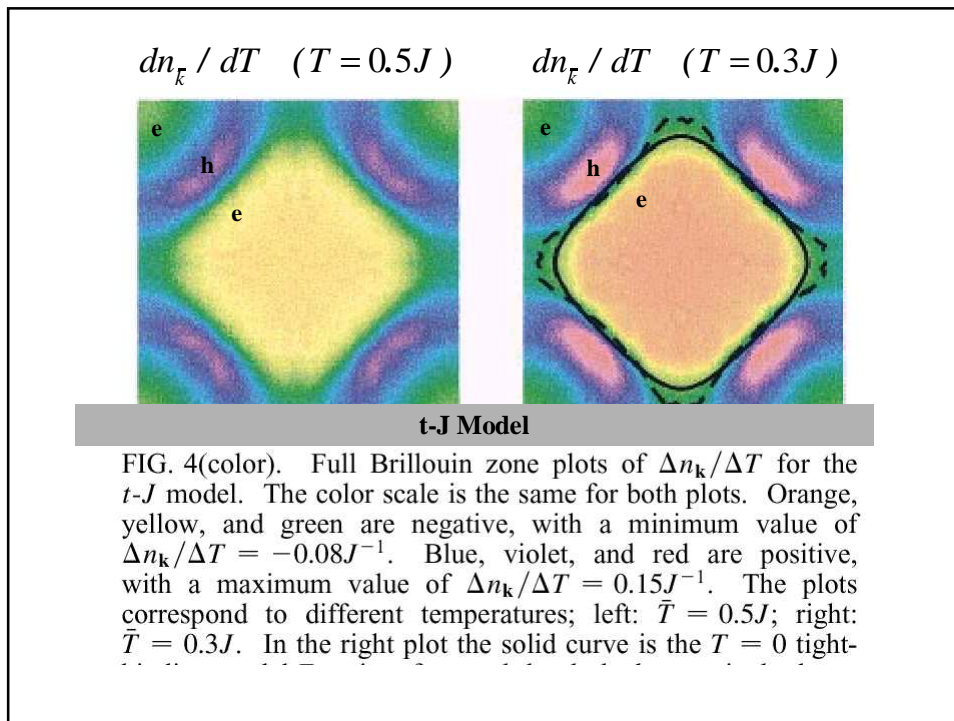 dn_k̄ / dT (T = 0.5J) dn_k̄ / dT (T = 0.3J)
e
h
e
e
h
e
t-J Model
FIG. 4(color). Full Brillouin zone plots of Δn_k/ΔT for the
t-J model. The color scale is the same for both plots. Orange,
yellow, and green are negative, with a minimum value of
Δn_k/ΔT = −0.08J⁻¹. Blue, violet, and red are positive,
with a maximum value of Δn_k/ΔT = 0.15J⁻¹. The plots
correspond to different temperatures; left: T̄ = 0.5J; right:
T̄ = 0.3J. In the right plot the solid curve is the T = 0 tight-